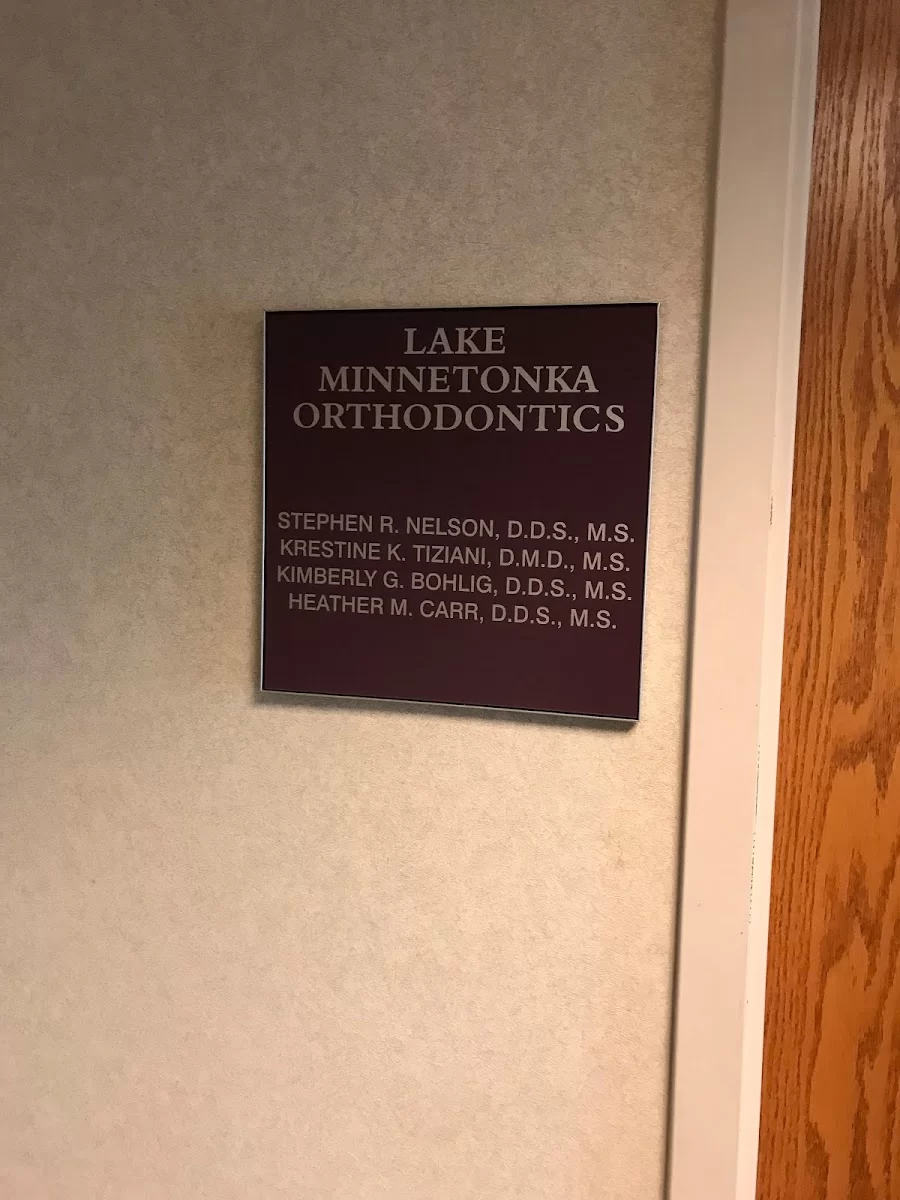 LAKE
MINNETONKA
ORTHODONTICS
STEPHEN R. NELSON, D.D.S., M.S.
KRESTINE K. TIZIANI, D.M.D., M.S.
KIMBERLY G. BOHLIG, D.D.S., M.S.
HEATHER M. CARR, D.D.S., M.S.